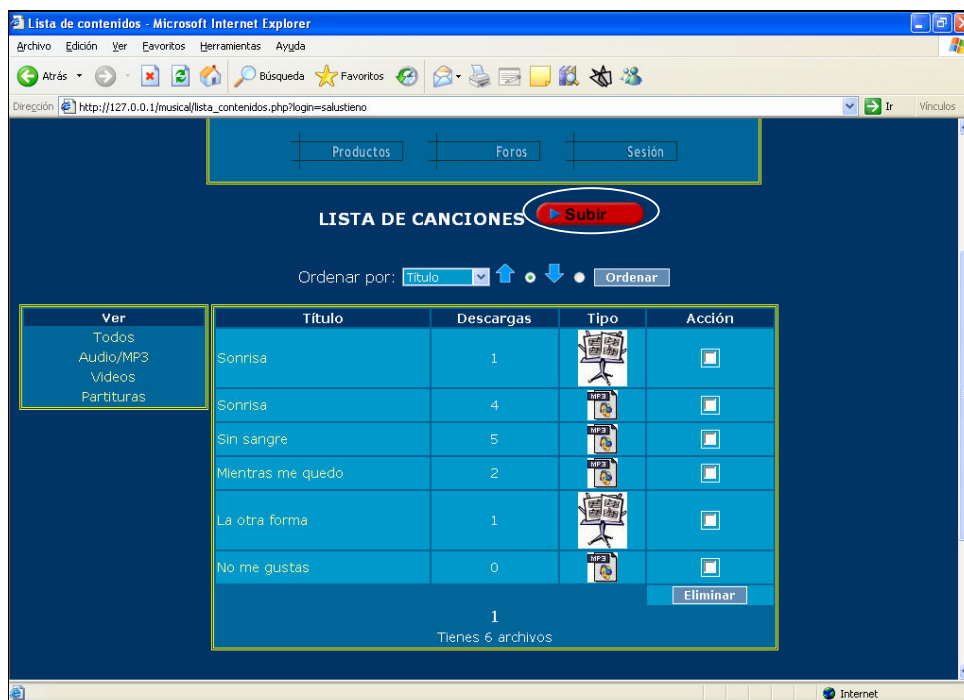 Lista de contenidos - Microsoft Internet Explorer
Archivo Edición Ver Favoritos Herramientas Ayuda
Atrás Búsqueda Favoritos
Dirección http://127.0.0.1/musical/lista_contenidos.php?login=salustieno Ir Vínculos
Productos Foros Sesión
LISTA DE CANCIONES Subir
Ordenar por: Título Ordenar
Ver Título Descargas Tipo Acción
Todos
Audio/MP3
Videos
Partituras
Sonrisa 1
Sonrisa 4 MP3
Sin sangre 5 MP3
Mientras me quedo 2 MP3
La otra forma 1
No me gustas 0 MP3
Eliminar
1
Tienes 6 archivos
Internet